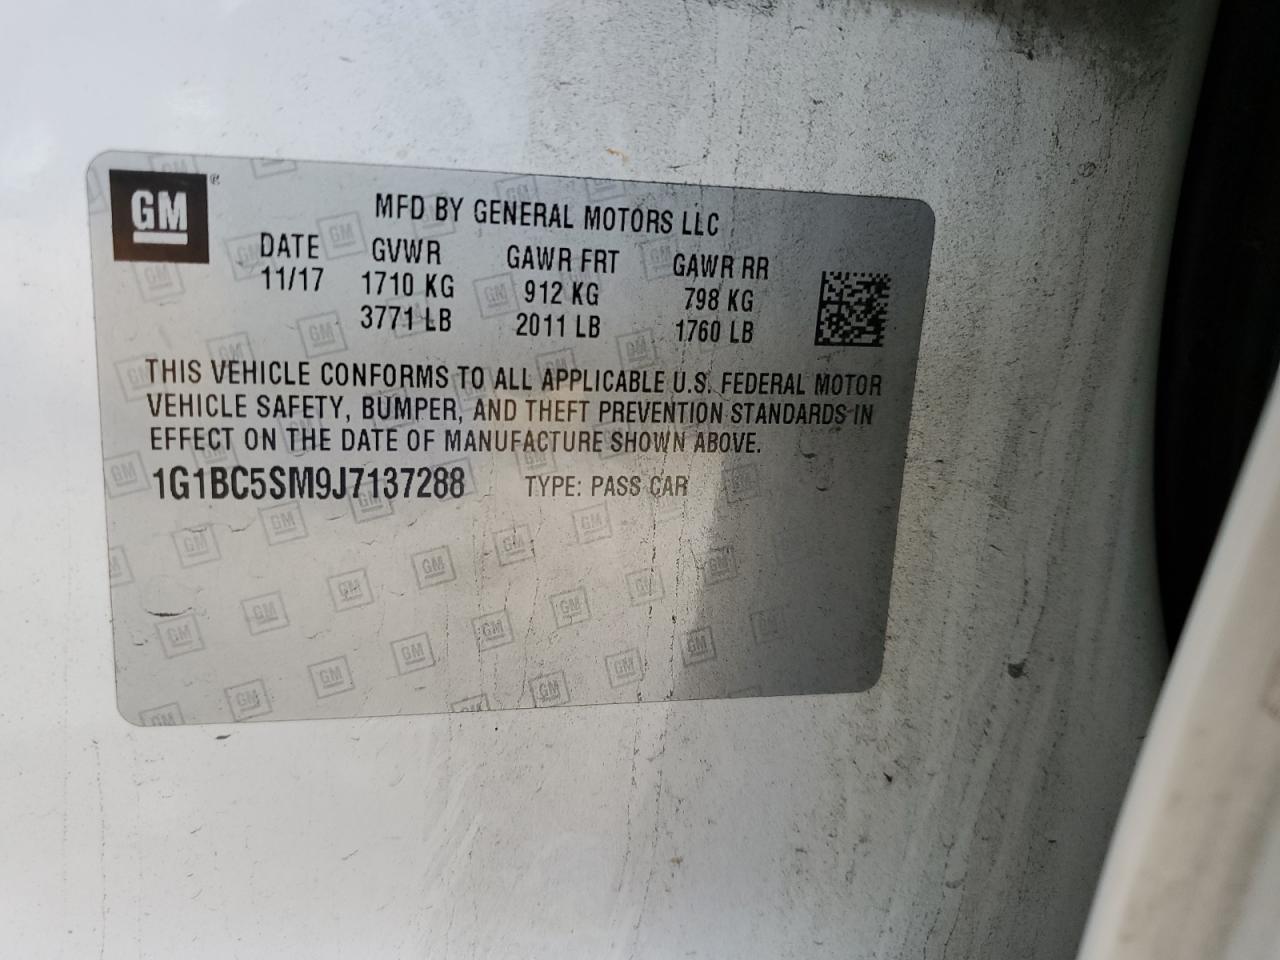 GM ®
MFD BY GENERAL MOTORS LLC
DATE GVWR GAWR FRT GAWR RR
11/17 1710 KG 912 KG 798 KG
3771 LB 2011 LB 1760 LB
THIS VEHICLE CONFORMS TO ALL APPLICABLE U.S. FEDERAL MOTOR
VEHICLE SAFETY, BUMPER, AND THEFT PREVENTION STANDARDS IN
EFFECT ON THE DATE OF MANUFACTURE SHOWN ABOVE.
1G1BC5SM9J7137288 TYPE: PASS CAR